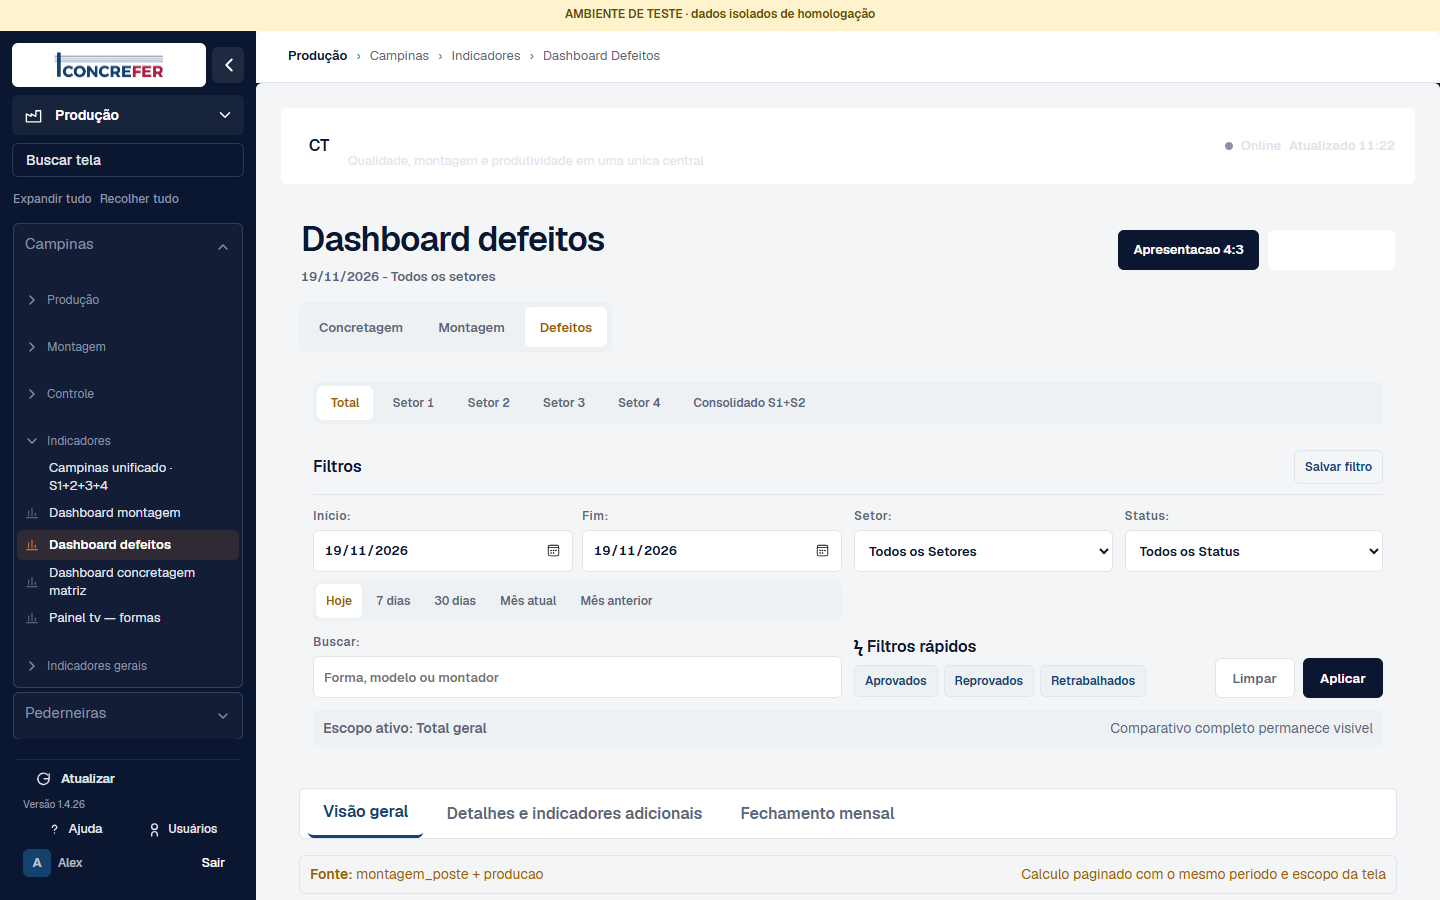 AMBIENTE DE TESTE · dados isolados de homologação
CONCREFER
Produção
Buscar tela
Expandir tudo Recolher tudo
Campinas
Produção
Montagem
Controle
Indicadores
Campinas unificado ·
S1+2+3+4
Dashboard montagem
Dashboard defeitos
Dashboard concretagem
matriz
Painel tv — formas
Indicadores gerais
Pederneiras
Atualizar
Versão 1.4.26
? Ajuda
Usuários
A Alex
Sair
Produção › Campinas › Indicadores › Dashboard Defeitos
CT
Qualidade, montagem e produtividade em uma unica central
Online Atualizado 11:22
Dashboard defeitos
19/11/2026 - Todos os setores
Apresentacao 4:3
Concretagem Montagem Defeitos
Total Setor 1 Setor 2 Setor 3 Setor 4 Consolidado S1+S2
Filtros
Salvar filtro
Início: Fim: Setor: Status:
19/11/2026 19/11/2026 Todos os Setores Todos os Status
Hoje 7 dias 30 dias Mês atual Mês anterior
Buscar:
Forma, modelo ou montador
Filtros rápidos
Aprovados Reprovados Retrabalhados
Limpar Aplicar
Escopo ativo: Total geral
Comparativo completo permanece visivel
Visão geral Detalhes e indicadores adicionais Fechamento mensal
Fonte: montagem_poste + producao
Calculo paginado com o mesmo periodo e escopo da tela